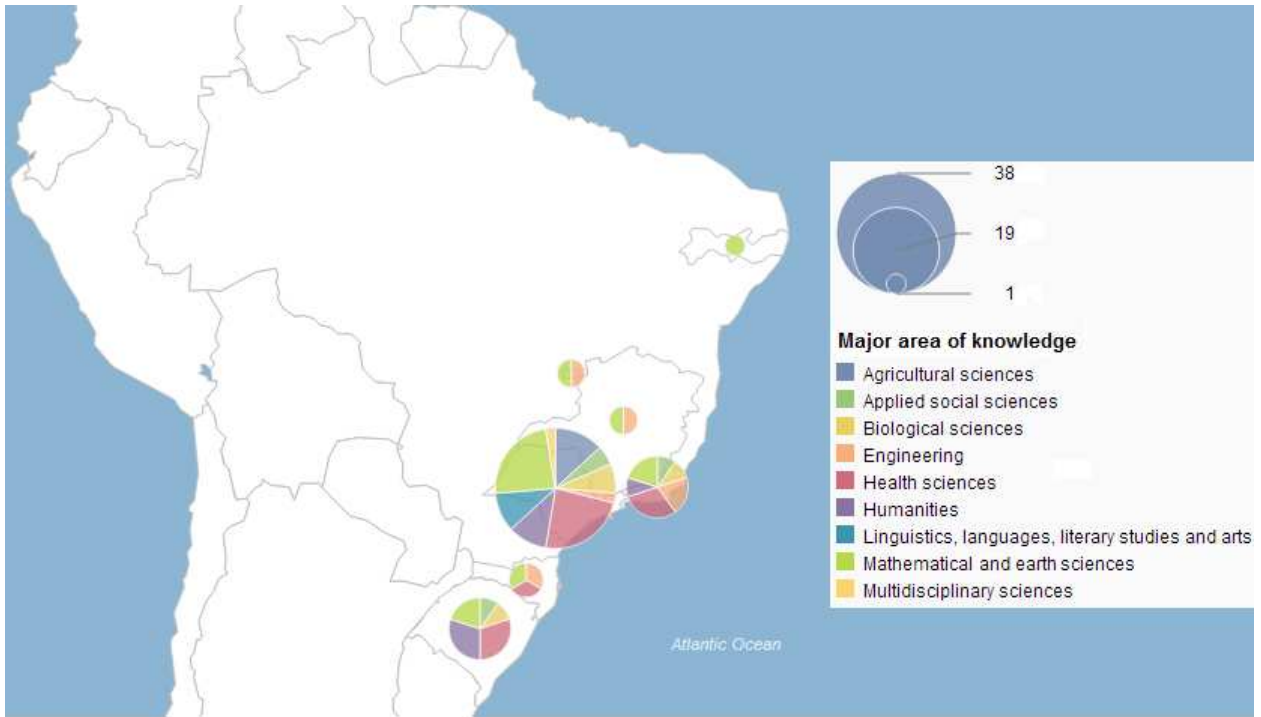 38
19
1
Major area of knowledge
Agricultural sciences
Applied social sciences
Biological sciences
Engineering
Health sciences
Humanities
Linguistics, languages, literary studies and arts
Mathematical and earth sciences
Multidisciplinary sciences
Atlantic Ocean